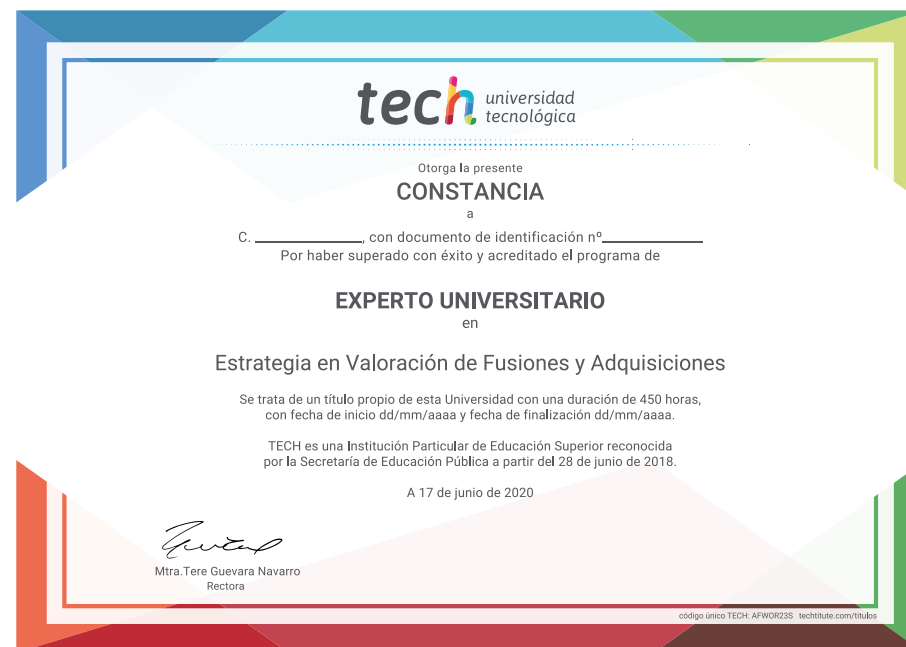 tech universidad
tecnológica
Otorga la presente
CONSTANCIA
a
C. ____________, con documento de identificación nº____________
Por haber superado con éxito y acreditado el programa de
EXPERTO UNIVERSITARIO
en
Estrategia en Valoración de Fusiones y Adquisiciones
Se trata de un título propio de esta Universidad con una duración de 450 horas,
con fecha de inicio dd/mm/aaaa y fecha de finalización dd/mm/aaaa.
TECH es una Institución Particular de Educación Superior reconocida
por la Secretaría de Educación Pública a partir del 28 de junio de 2018.
A 17 de junio de 2020
Mtra.Tere Guevara Navarro
Rectora
código único TECH: AFWOR23S techtitute.com/titulos